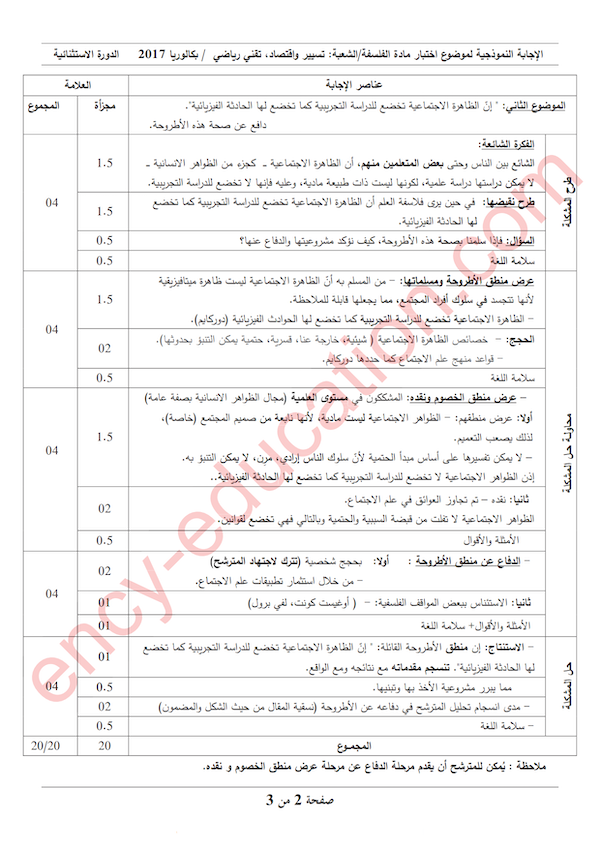 الإجابة النموذجية لموضوع اختبار مادة الفلسفة/الشعبة: تسيير واقتصاد، تقني رياضي / بكالوريا 2017 الدورة الاستثنائية
عناصر الإجابة
العلامة
مجزأة
المجموع
الموضوع الثاني: " إنّ الظاهرة الاجتماعية تخضع للدراسة التجريبية كما تخضع لها الحادثة الفيزيائية".
دافع عن صحة هذه الأطروحة.
طرح المشكلة
الفكرة الشائعة:
الشائع بين الناس وحتى بعض المتعلمين منهم، أن الظاهرة الاجتماعية ـ كجزء من الظواهر الانسانية ـ
لا يمكن دراستها دراسة علمية، لكونها ليست ذات طبيعة مادية، وعليه فإنها لا تخضع للدراسة التجريبية.
1.5
طرح نقيضها: في حين يرى فلاسفة العلم أن الظاهرة الاجتماعية تخضع للدراسة التجريبية كما تخضع
لها الحادثة الفيزيائية.
1.5
السؤال: فإذا سلمنا بصحة هذه الأطروحة، كيف نؤكد مشروعيتها والدفاع عنها؟
0.5
سلامة اللغة
0.5
04
محاولة حل المشكلة
عرض منطق الأطروحة ومسلماتها: – من المسلم به أنّ الظاهرة الاجتماعية ليست ظاهرة ميتافيزيقية
لأنها تتجسد في سلوك أفراد المجتمع، مما يجعلها قابلة للملاحظة.
– الظاهرة الاجتماعية تخضع للدراسة التجريبية كما تخضع لها الحوادث الفيزيائية (دوركايم).
1.5
الحجج: – خصائص الظاهرة الاجتماعية ( شيئية، خارجة عنا، قسرية، حتمية يمكن التنبؤ بحدوثها).
– قواعد منهج علم الاجتماع كما حددها دوركايم.
02
سلامة اللغة
0.5
04
– عرض منطق الخصوم ونقده: المشككون في مستوى العلمية (مجال الظواهر الانسانية بصفة عامة)
أولا: عرض منطقهم: – الظواهر الاجتماعية ليست مادية، لأنها نابعة من صميم المجتمع (خاصة)،
لذلك يصعب التعميم.
– لا يمكن تفسيرها على أساس مبدأ الحتمية لأنّ سلوك الناس إرادي، مرن، لا يمكن التنبؤ به.
إذن الظواهر الاجتماعية لا تخضع للدراسة التجريبية كما تخضع لها الحادثة الفيزيائية..
1.5
ثانيا: نقده – تم تجاوز العوائق في علم الاجتماع.
الظواهر الاجتماعية لا تفلت من قبضة السببية والحتمية وبالتالي فهي تخضع لقوانين.
02
الأمثلة والأقوال
0.5
04
– الدفاع عن منطق الأطروحة : أولا: بحجج شخصية (تترك لاجتهاد المترشح)
– من خلال استثمار تطبيقات علم الاجتماع.
02
ثانيا: الاستئناس ببعض المواقف الفلسفية: – ( أوغيست كونت، لفي برول)
01
الأمثلة والأقوال+ سلامة اللغة
01
04
حل المشكلة
– الاستنتاج: إن منطق الأطروحة القائلة: " إنّ الظاهرة الاجتماعية تخضع للدراسة التجريبية كما تخضع
لها الحادثة الفيزيائية". تنسجم مقدماته مع نتائجه ومع الواقع.
01
مما يبرر مشروعية الأخذ بها وتبنيها.
0.5
– مدى انسجام تحليل المترشح في دفاعه عن الأطروحة (نسقية المقال من حيث الشكل والمضمون)
02
– سلامة اللغة
0.5
04
المجمـوع
20
20/20
ملاحظة : يُمكن للمترشح أن يقدم مرحلة الدفاع عن مرحلة عرض منطق الخصوم و نقده.
صفحة 2 من 3
ency-education.com